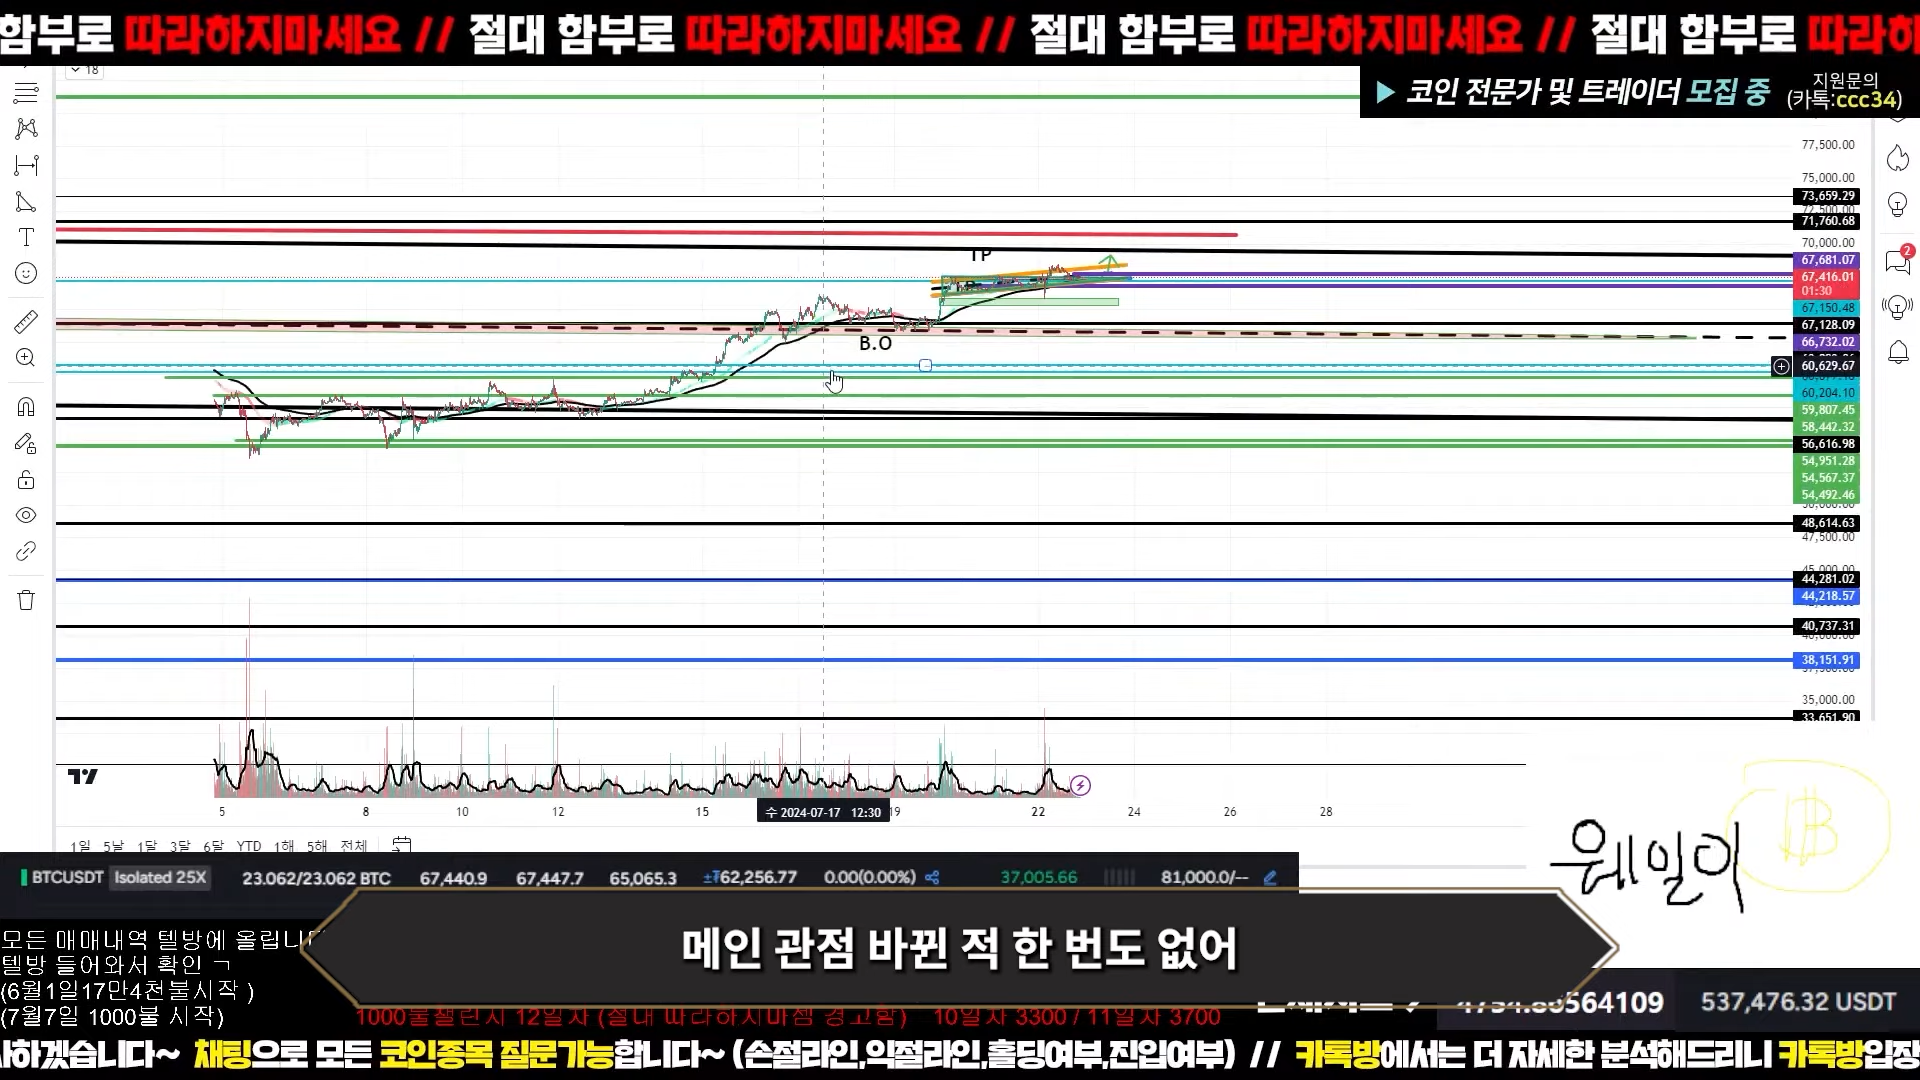 함부로 따라하지마세요 // 절대 함부로 따라하지마세요 // 절대 함부로 따라하지마세요 // 절대 함부로 따라하
▶ 코인 전문가 및 트레이더 모집 중
지원문의
(카톡:ccc34)
18
77,500.00
75,000.00
73,659.29
72,500.00
71,760.68
70,000.00
67,681.07
67,416.01
01:30
67,150.48
67,128.09
66,732.02
60,629.67
60,204.10
59,807.45
58,442.32
56,616.98
54,951.28
54,567.37
54,492.46
48,614.63
47,500.00
45,000.00
44,281.02
44,218.57
40,737.31
40,000.00
38,151.91
37,500.00
35,000.00
33,651.90
2
TP
B.O
5 8 10 12 15 수 2024-07-17 12:30 19 22 24 26 28
1일 5날 1달 3달 6달 YTD 1해 5해 전체
웨일이
BTCUSDT Isolated 25X 23.062/23.062 BTC 67,440.9 67,447.7 65,065.3 62,256.77 0.00(0.00%) 37,005.66 81,000.0/--
메인 관점 바뀐 적 한 번도 없어
모든 매매내역 텔방에 올립니
텔방 들어와서 확인 ㄱ
(6월1일17만4천불시작 )
(7월7일 1000불 시작)
1000불챌린지 12일차 (절대 따라하지마셈 경고함) 10일차 3300 / 11일차 3700
564109 537,476.32 USDT
사하겠습니다~ 채팅으로 모든 코인종목 질문가능합니다~ (손절라인,익절라인,홀딩여부,진입여부) // 카톡방에서는 더 자세한 분석해드리니 카톡방입장